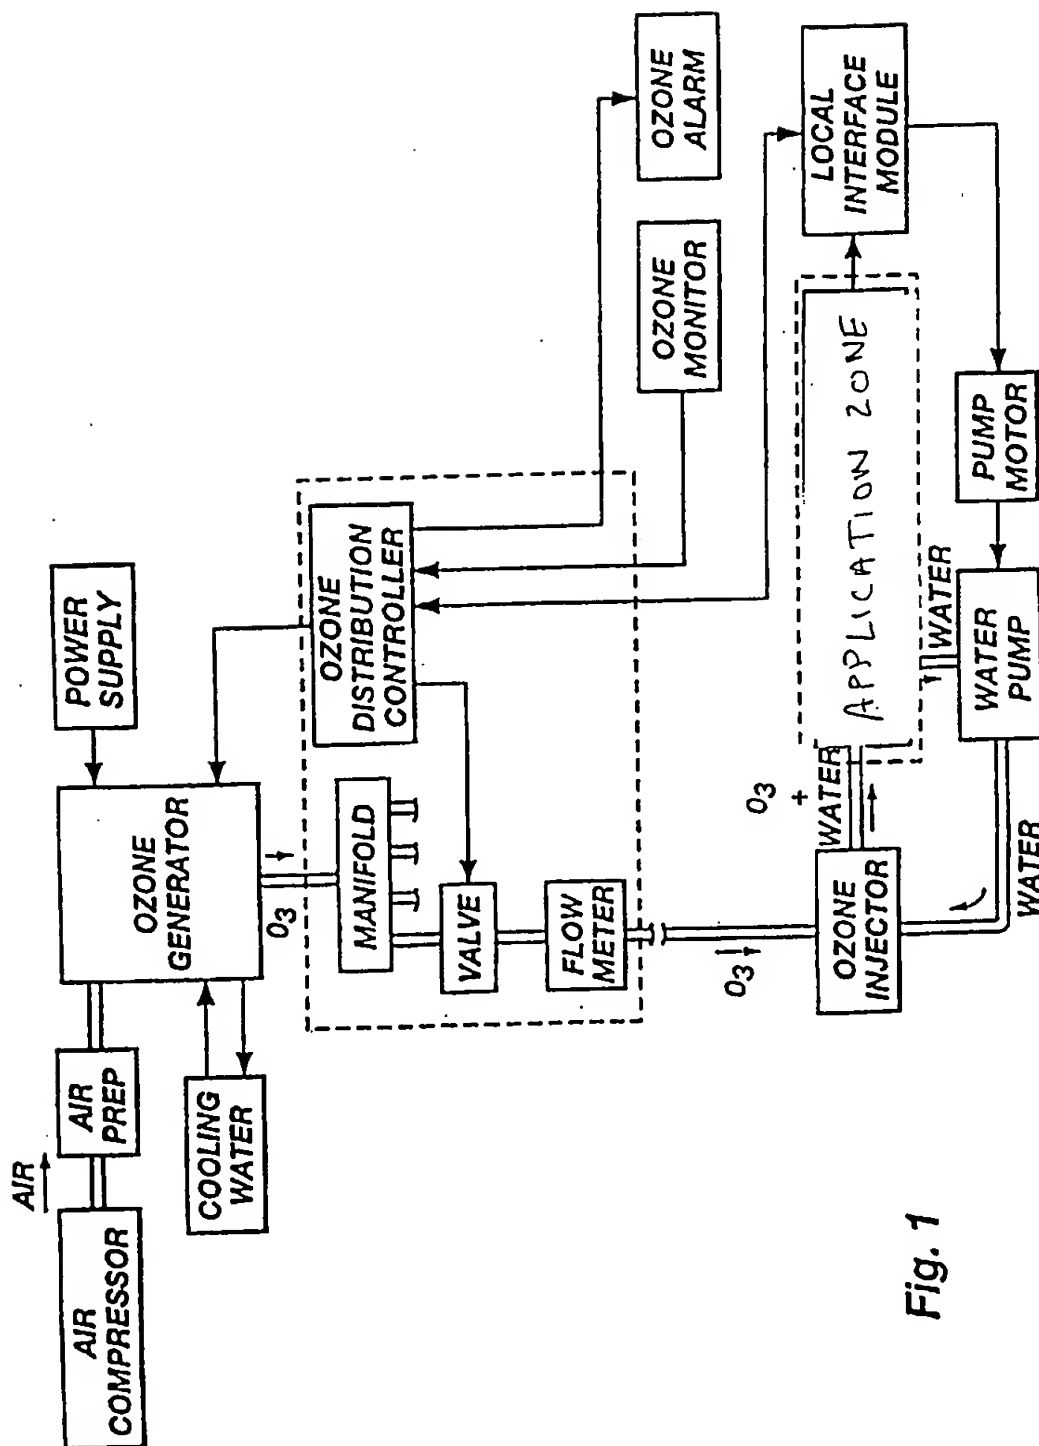 AIR
AIR
COMPRESSOR
AIR
PREP
COOLING
WATER
OZONE
GENERATOR
POWER
SUPPLY
O3
MANIFOLD
VALVE
FLOW
METER
OZONE
DISTRIBUTION
CONTROLLER
OZONE
MONITOR
OZONE
ALARM
O3
OZONE
INJECTOR
O3
+
WATER
APPLICATION ZONE
LOCAL
INTERFACE
MODULE
WATER
WATER
PUMP
PUMP
MOTOR
WATER
Fig. 1